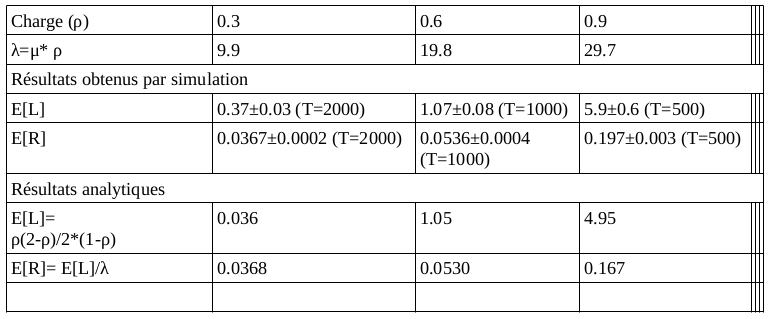 Charge (ρ) 0.3 0.6 0.9
λ=μ* ρ 9.9 19.8 29.7
Résultats obtenus par simulation
E[L] 0.37±0.03 (T=2000) 1.07±0.08 (T=1000) 5.9±0.6 (T=500)
E[R] 0.0367±0.0002 (T=2000) 0.0536±0.0004 0.197±0.003 (T=500)
(T=1000)
Résultats analytiques
E[L]= 0.036 1.05 4.95
ρ(2-ρ)/2*(1-ρ)
E[R]= E[L]/λ 0.0368 0.0530 0.167